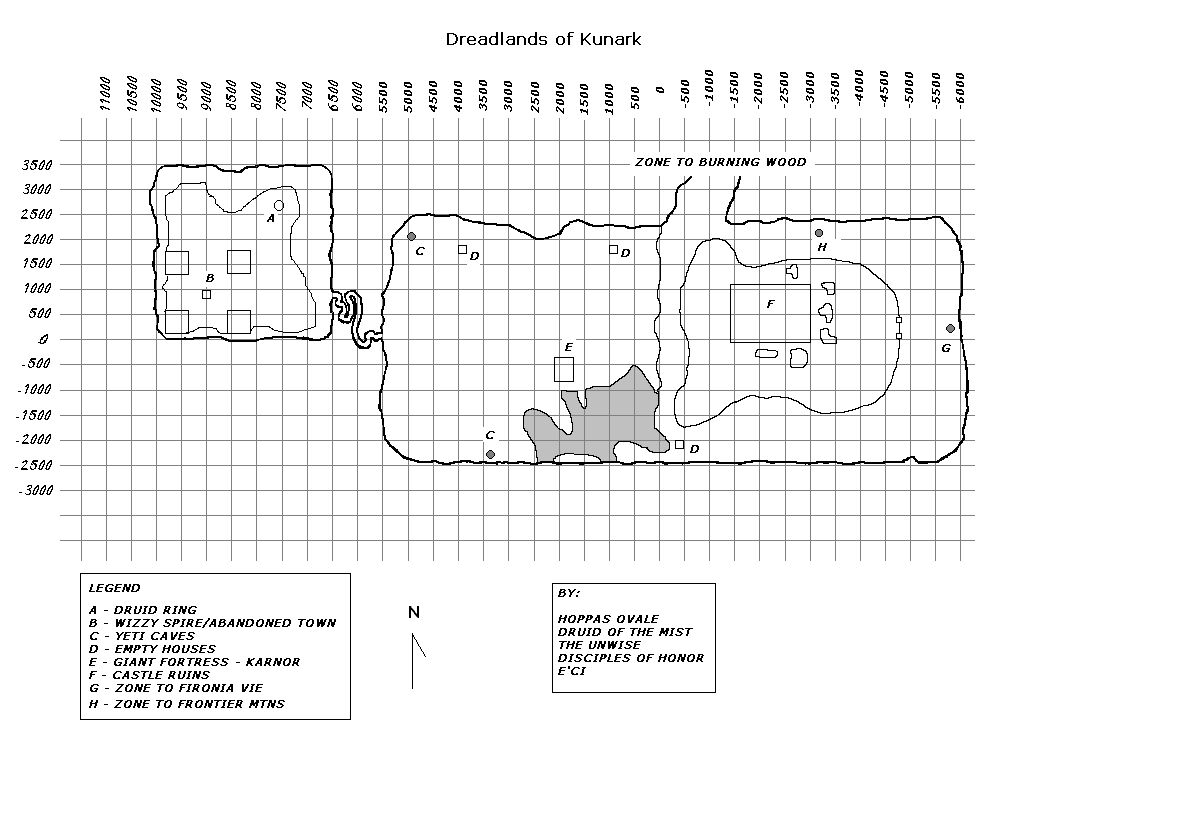 Dreadlands of Kunark
11000 10500 10000 9500 9000 8500 8000 7500 7000 6500 6000 5500 5000 4500 4000 3500 3000 2500 2000 1500 1000 500 0 -500 -1000 -1500 -2000 -2500 -3000 -3500 -4000 -4500 -5000 -5500 -6000
ZONE TO BURNING WOOD
3500
3000
2500
2000
1500
1000
500
0
-500
-1000
-1500
-2000
-2500
-3000
A
B
C
D
D
H
F
G
E
C
D
LEGEND
A - DRUID RING
B - WIZZY SPIRE/ABANDONED TOWN
C - YETI CAVES
D - EMPTY HOUSES
E - GIANT FORTRESS - KARNOR
F - CASTLE RUINS
G - ZONE TO FIRONIA VIE
H - ZONE TO FRONTIER MTNS
N
BY:
HOPPAS OVALE
DRUID OF THE MIST
THE UNWISE
DISCIPLES OF HONOR
E'CI